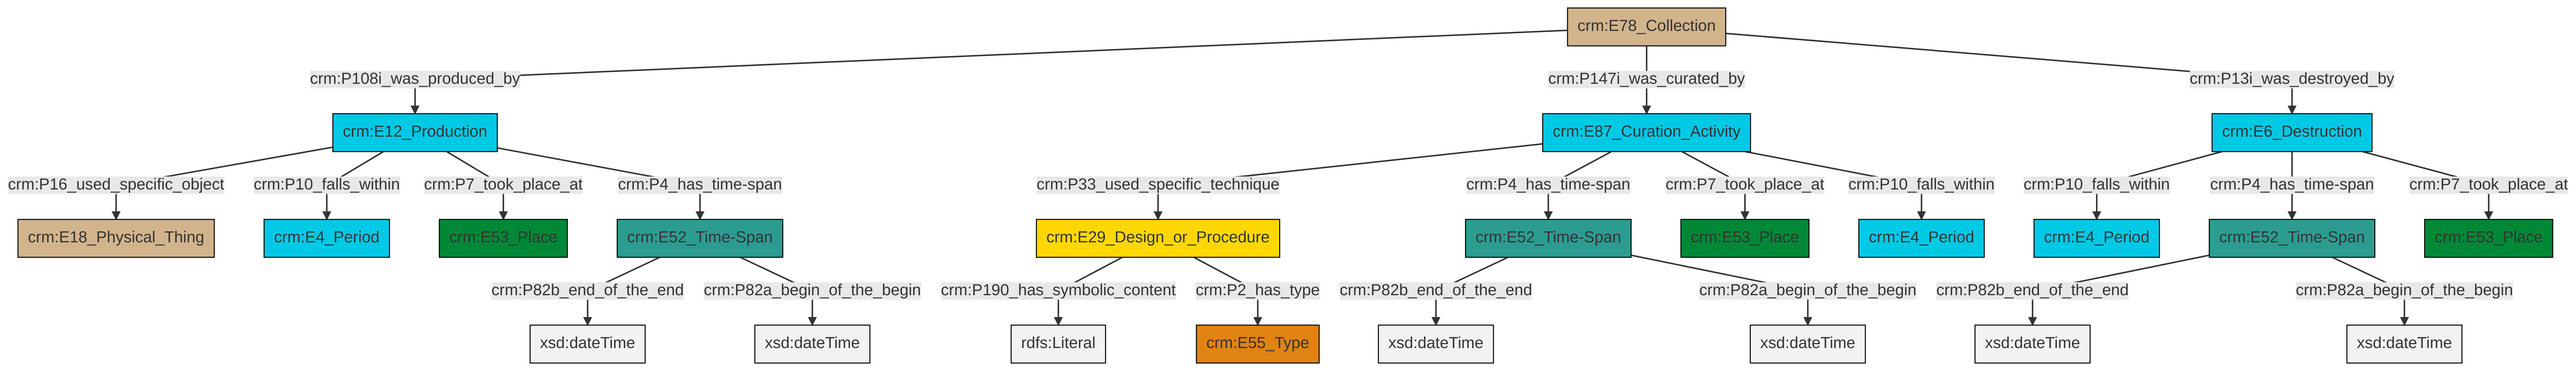 crm:E78_Collection
crm:P108i_was_produced_by
crm:P147i_was_curated_by
crm:P13i_was_destroyed_by
crm:E12_Production
crm:E87_Curation_Activity
crm:E6_Destruction
crm:P16_used_specific_object
crm:P10_falls_within
crm:P7_took_place_at
crm:P4_has_time-span
crm:P33_used_specific_technique
crm:P4_has_time-span
crm:P7_took_place_at
crm:P10_falls_within
crm:P10_falls_within
crm:P4_has_time-span
crm:P7_took_place_at
crm:E18_Physical_Thing
crm:E4_Period
crm:E53_Place
crm:E52_Time-Span
crm:E29_Design_or_Procedure
crm:E52_Time-Span
crm:E53_Place
crm:E4_Period
crm:E4_Period
crm:E52_Time-Span
crm:E53_Place
crm:P82b_end_of_the_end
crm:P82a_begin_of_the_begin
crm:P190_has_symbolic_content
crm:P2_has_type
crm:P82b_end_of_the_end
crm:P82a_begin_of_the_begin
crm:P82b_end_of_the_end
crm:P82a_begin_of_the_begin
xsd:dateTime
xsd:dateTime
rdfs:Literal
crm:E55_Type
xsd:dateTime
xsd:dateTime
xsd:dateTime
xsd:dateTime